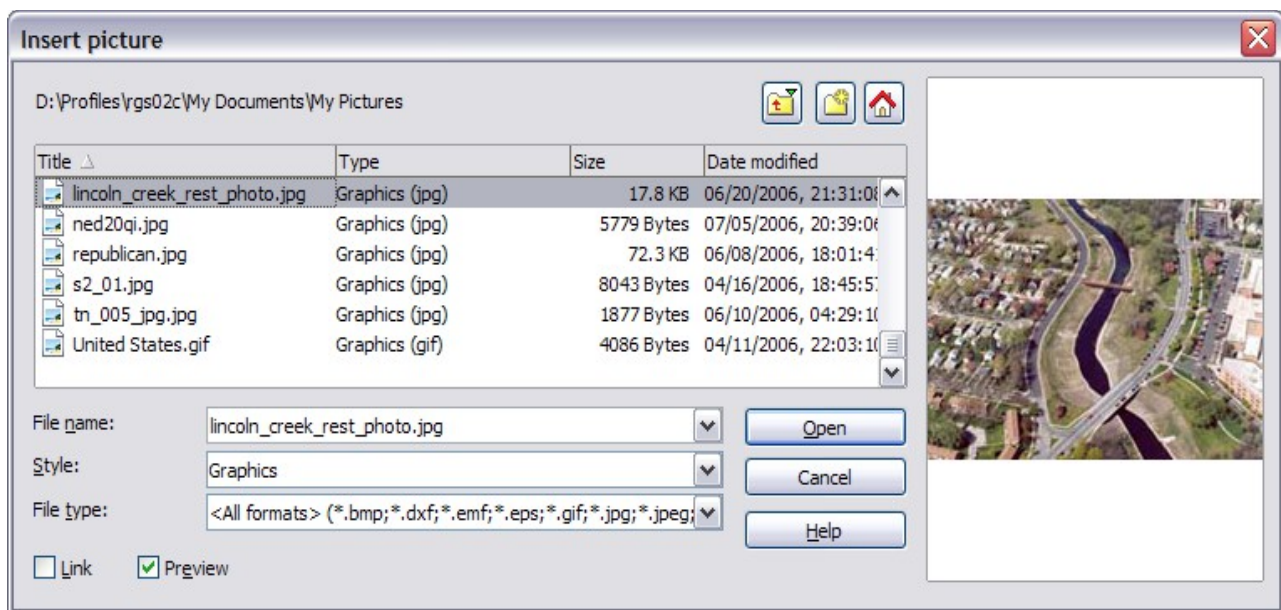 Insert picture
D:\Profiles\rgs02c\My Documents\My Pictures
Title Type Size Date modified
lincoln_creek_rest_photo.jpg Graphics (jpg) 17.8 KB 06/20/2006, 21:31:08
ned20qi.jpg Graphics (jpg) 5779 Bytes 07/05/2006, 20:39:06
republican.jpg Graphics (jpg) 72.3 KB 06/08/2006, 18:01:4
s2_01.jpg Graphics (jpg) 8043 Bytes 04/16/2006, 18:45:5
tn_005_jpg.jpg Graphics (jpg) 1877 Bytes 06/10/2006, 04:29:10
United States.gif Graphics (gif) 4086 Bytes 04/11/2006, 22:03:10
File name: lincoln_creek_rest_photo.jpg Open
Style: Graphics Cancel
File type: <All formats> (*.bmp;*.dxf;*.emf;*.eps;*.gif;*.jpg;*.jpeg; Help
Link Preview